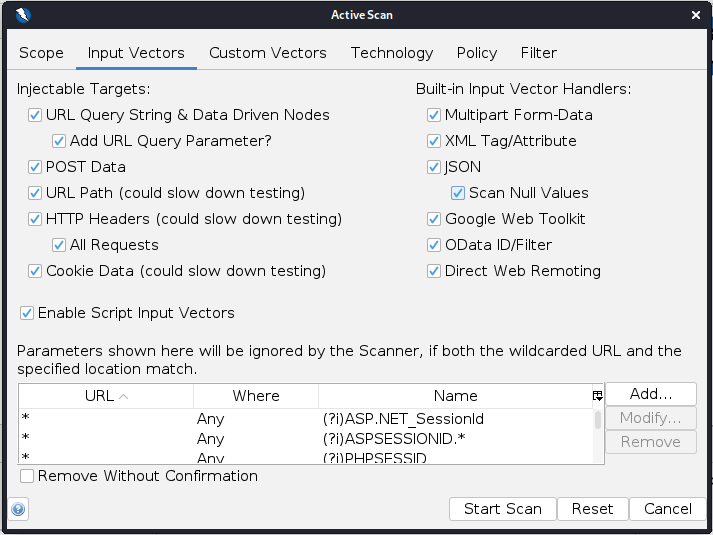 Active Scan
Scope Input Vectors Custom Vectors Technology Policy Filter
Injectable Targets:
URL Query String & Data Driven Nodes
Add URL Query Parameter?
POST Data
URL Path (could slow down testing)
HTTP Headers (could slow down testing)
All Requests
Cookie Data (could slow down testing)
Built-in Input Vector Handlers:
Multipart Form-Data
XML Tag/Attribute
JSON
Scan Null Values
Google Web Toolkit
OData ID/Filter
Direct Web Remoting
Enable Script Input Vectors
Parameters shown here will be ignored by the Scanner, if both the wildcarded URL and the
specified location match.
URL Where Name
* Any (?i)ASP.NET_SessionId
* Any (?i)ASPSESSIONID.*
* Any (?i)PHPSESSID
Add...
Modify...
Remove
Remove Without Confirmation
? Start Scan Reset Cancel